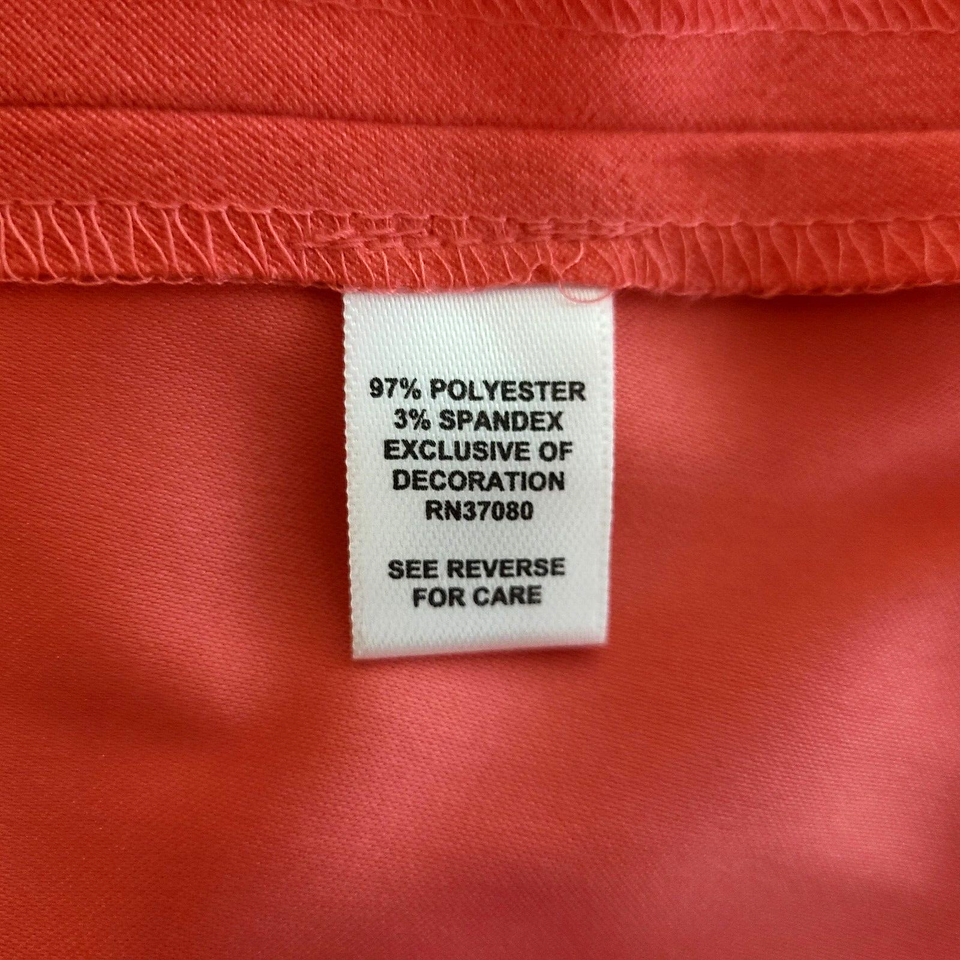 97% POLYESTER
3% SPANDEX
EXCLUSIVE OF
DECORATION
RN37080
SEE REVERSE
FOR CARE